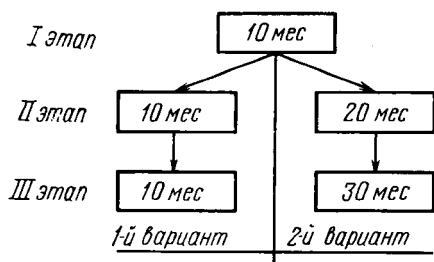 I этап 10 мес
II этап 10 мес 20 мес
III этап 10 мес 30 мес
1-й вариант 2-й вариант